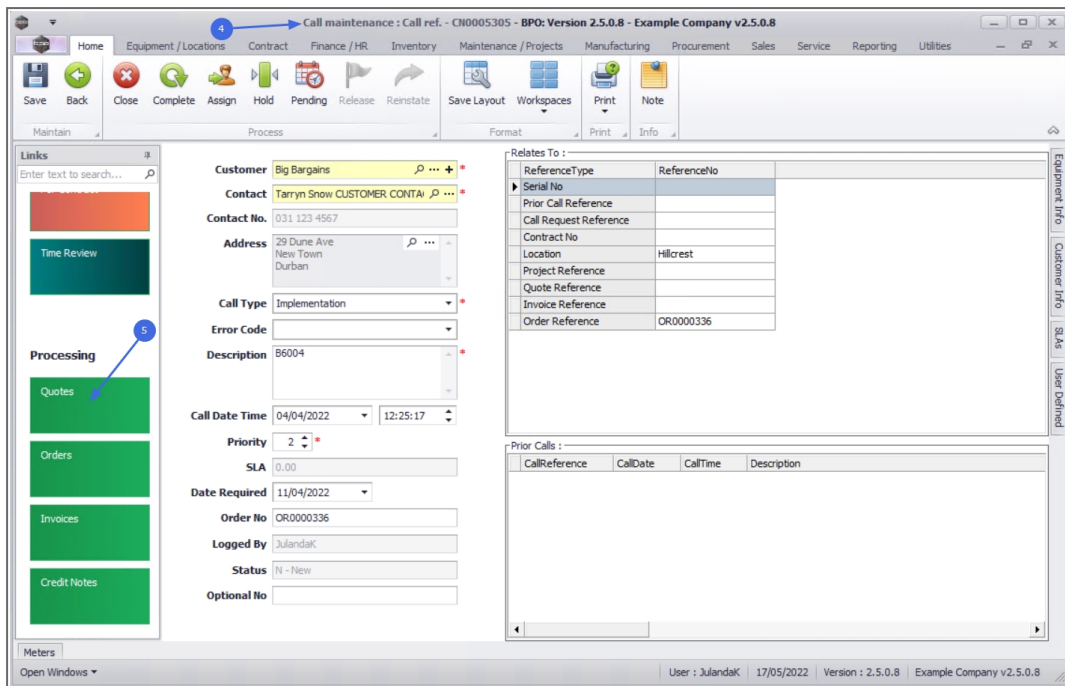 4
Call maintenance : Call ref. - CN0005305 - BPO: Version 2.5.0.8 - Example Company v2.5.0.8
Home Equipment / Locations Contract Finance / HR Inventory Maintenance / Projects Manufacturing Procurement Sales Service Reporting Utilities
Save Back Close Complete Assign Hold Pending Release Reinstate Save Layout Workspaces Print Note
Maintain Process Format Print Info
Links
Enter text to search...
Time Review
5
Processing
Quotes
Orders
Invoices
Credit Notes
Customer Big Bargains *
Contact Tarryn Snow CUSTOMER CONTA *
Contact No. 031 123 4567
Address 29 Dune Ave
New Town
Durban
Call Type Implementation *
Error Code
Description B6004 *
Call Date Time 04/04/2022 12:25:17
Priority 2 *
SLA 0.00
Date Required 11/04/2022
Order No OR0000336
Logged By JulandaK
Status N - New
Optional No
Relates To :
ReferenceType ReferenceNo
Serial No
Prior Call Reference
Call Request Reference
Contract No
Location Hillcrest
Project Reference
Quote Reference
Invoice Reference
Order Reference OR0000336
Prior Calls :
CallReference CallDate CallTime Description
Equipment Info
Customer Info
SLAs
User Defined
Meters
Open Windows
User : JulandaK 17/05/2022 Version : 2.5.0.8 Example Company v2.5.0.8